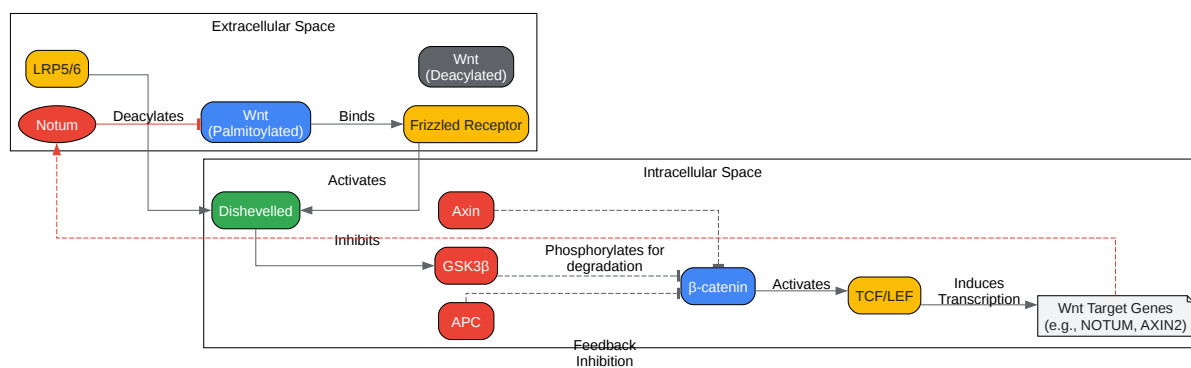 Extracellular Space
LRP5/6
Wnt
(Deacylated)
Notum
Deacylates
Wnt
(Palmitoylated)
Binds
Frizzled Receptor
Intracellular Space
Activates
Dishevelled
Axin
Inhibits
GSK3β
Phosphorylates for
degradation
β-catenin
Activates
TCF/LEF
Induces
Transcription
Wnt Target Genes
(e.g., NOTUM, AXIN2)
APC
Feedback
Inhibition